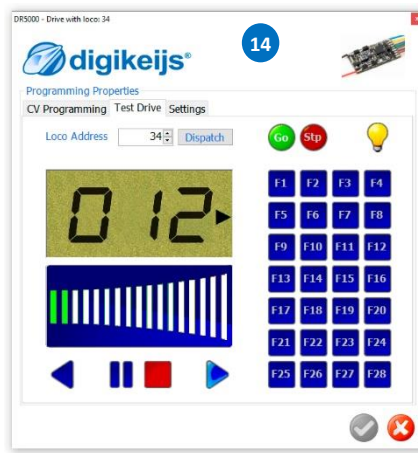 DR5000 - Drive with loco: 34
14
digikeijs®
Programming Properties
CV Programming Test Drive Settings
Loco Address 34 Dispatch Go Stp
012
F1 F2 F3 F4
F5 F6 F7 F8
F9 F10 F11 F12
F13 F14 F15 F16
F17 F18 F19 F20
F21 F22 F23 F24
F25 F26 F27 F28